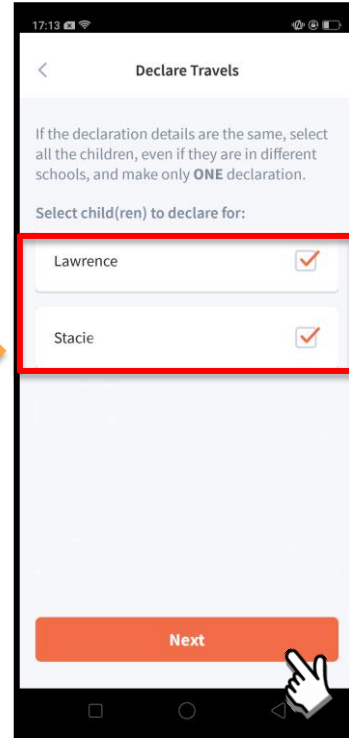 17:13
Declare Travels
If the declaration details are the same, select
all the children, even if they are in different
schools, and make only ONE declaration.
Select child(ren) to declare for:
Lawrence
Stacie
Next